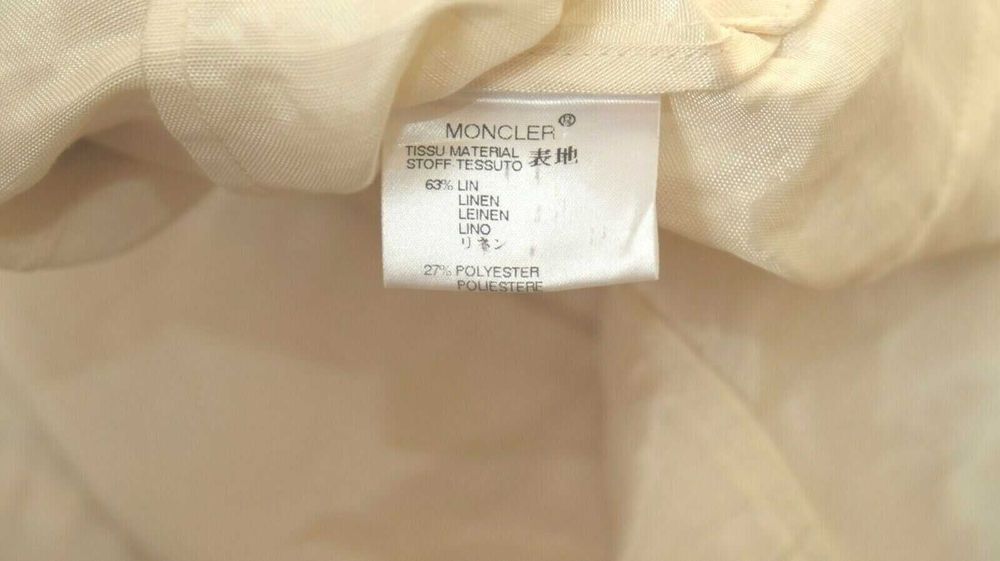 MONCLER®
TISSU MATERIAL 表地
STOFF TESSUTO
63% LIN
LINEN
LEINEN
LINO
リネン
27% POLYESTER
POLIESTERE